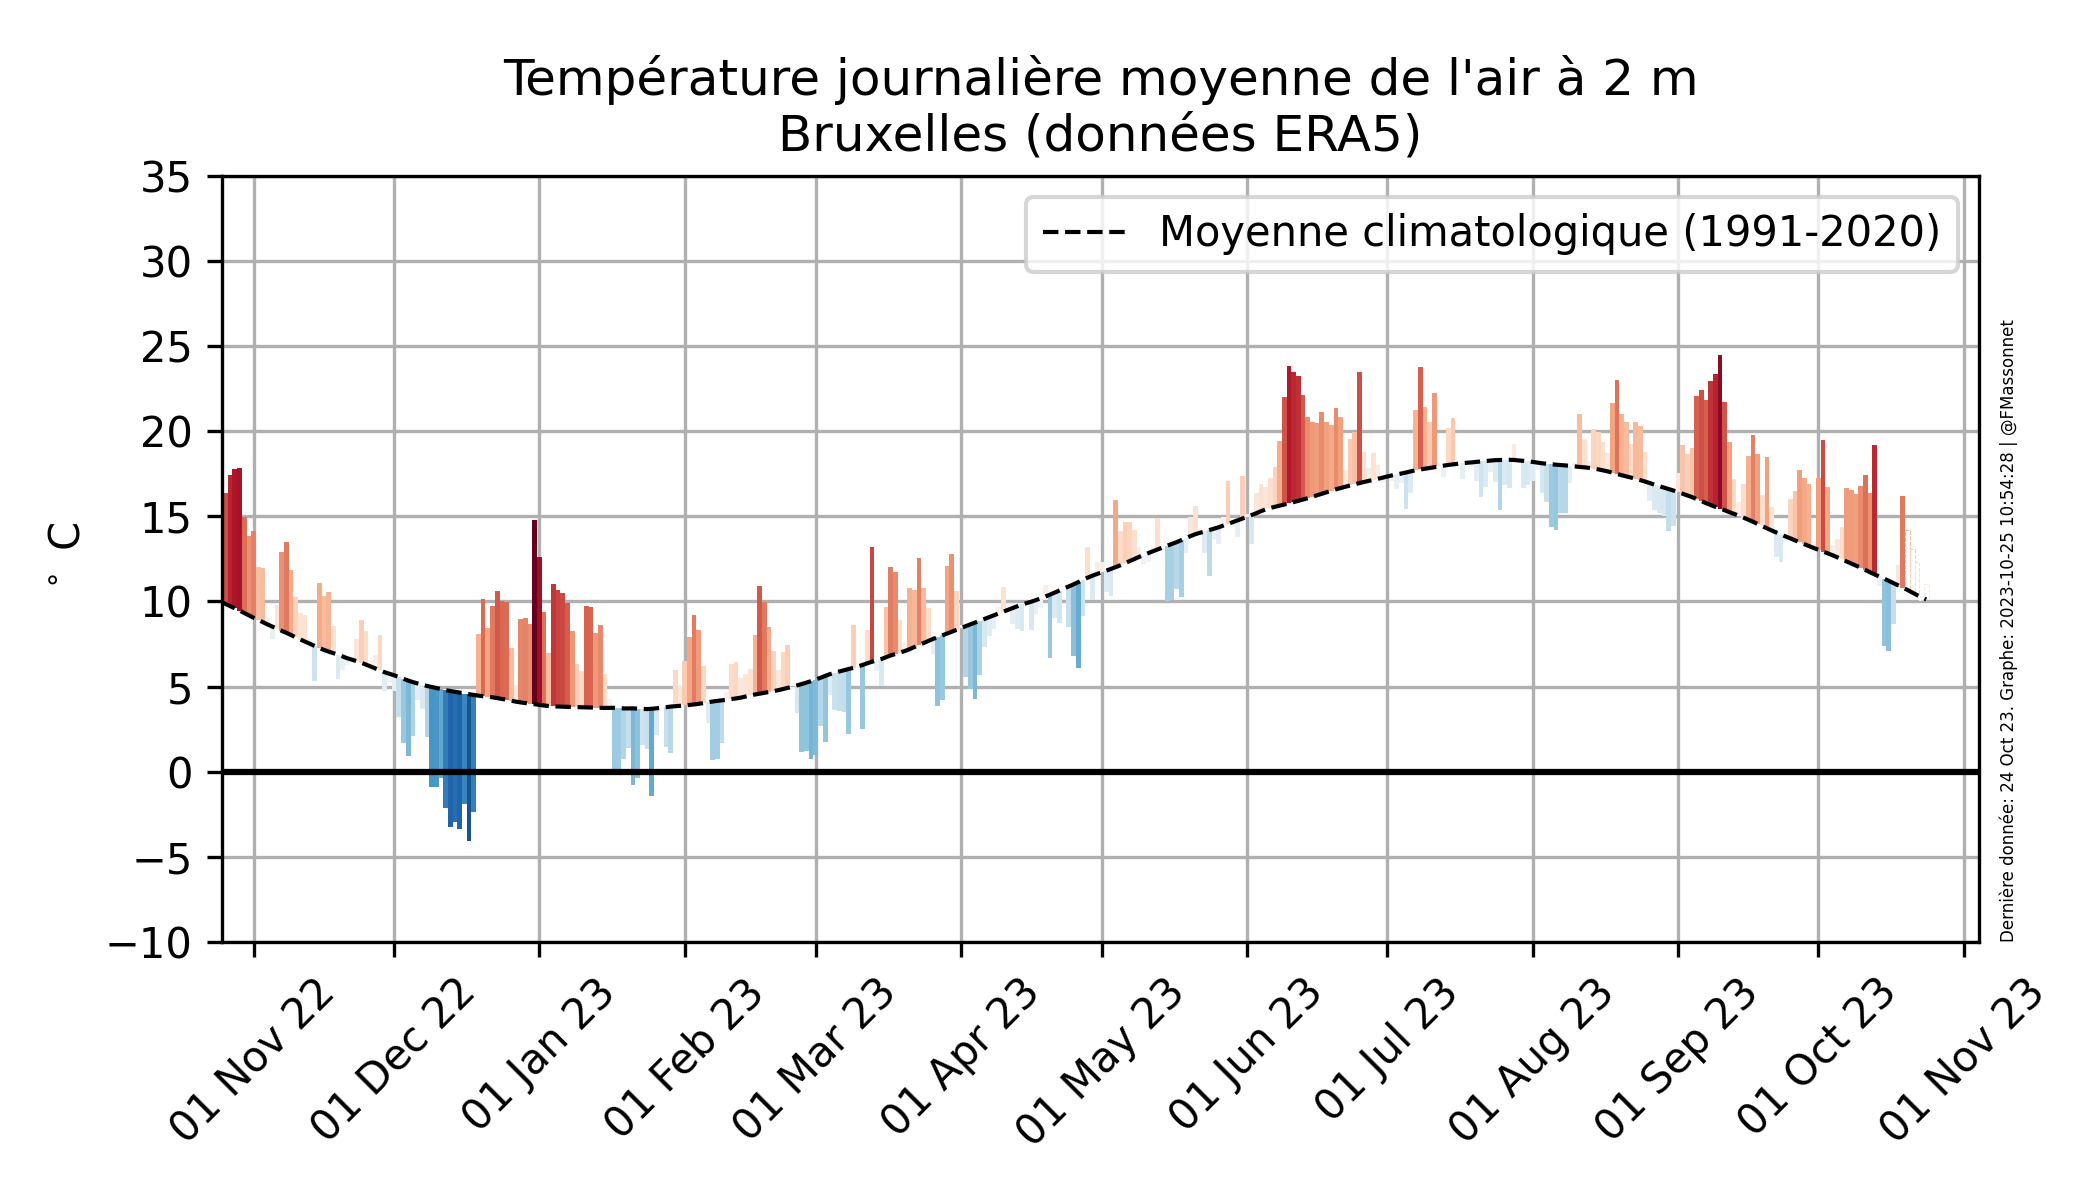 Température journalière moyenne de l'air à 2 m
Bruxelles (données ERA5)
35
30
25
20
15
10
5
0
−5
−10
° C
Moyenne climatologique (1991-2020)
01 Nov 22
01 Dec 22
01 Jan 23
01 Feb 23
01 Mar 23
01 Apr 23
01 May 23
01 Jun 23
01 Jul 23
01 Aug 23
01 Sep 23
01 Oct 23
01 Nov 23
Dernière donnée: 24 Oct 23. Graphe: 2023-10-25 10:54:28 | @FMassonnet